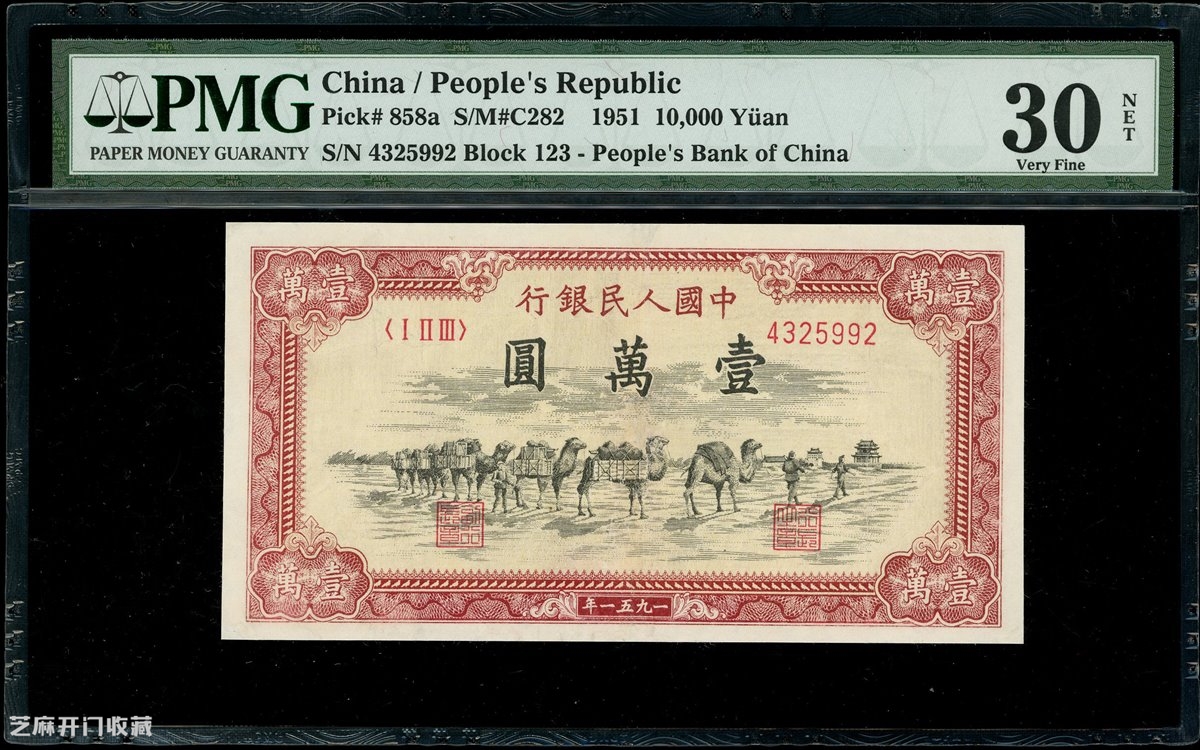 PMG
PAPER MONEY GUARANTY
China / People's Republic
Pick# 858a S/M#C282 1951 10,000 Yüan
S/N 4325992 Block 123 - People's Bank of China
30
Very Fine
NET
壹萬
壹萬
中國人民銀行
〈I II III〉
4325992
壹萬圓
壹萬
壹萬
一九五一年
芝麻开门收藏